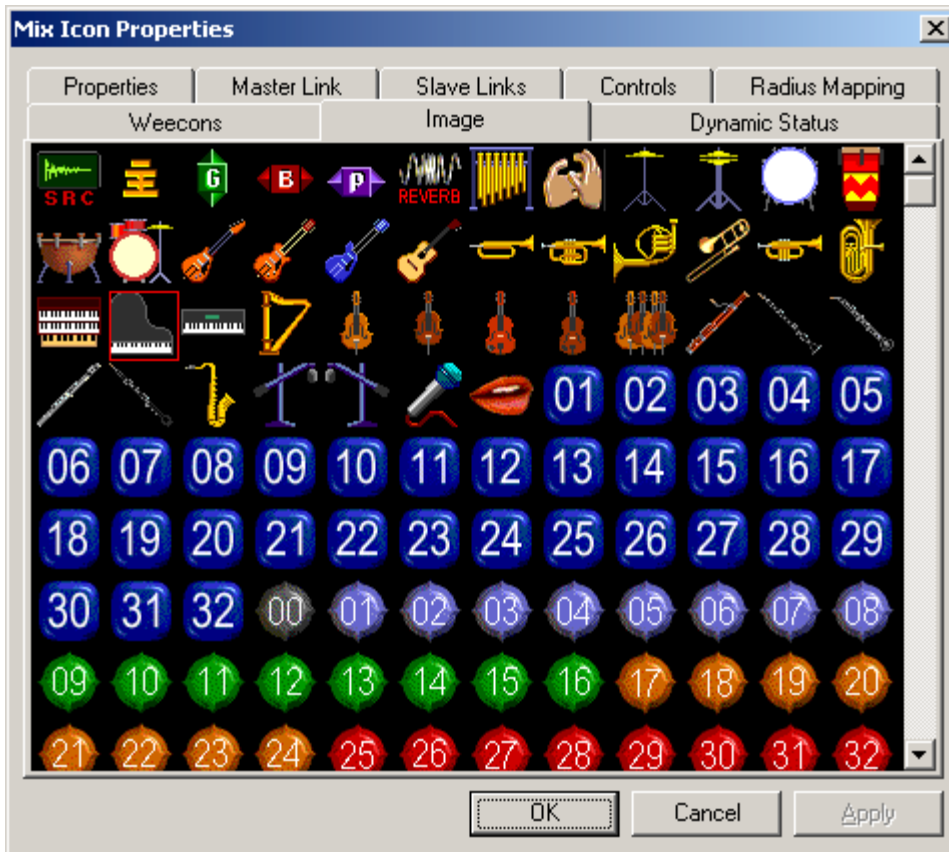 Mix Icon Properties
Properties Master Link Slave Links Controls Radius Mapping
Weecons Image Dynamic Status
SRC G B P REVERB
01 02 03 04 05
06 07 08 09 10 11 12 13 14 15 16 17
18 19 20 21 22 23 24 25 26 27 28 29
30 31 32 00 01 02 03 04 05 06 07 08
09 10 11 12 13 14 15 16 17 18 19 20
21 22 23 24 25 26 27 28 29 30 31 32
OK Cancel Apply